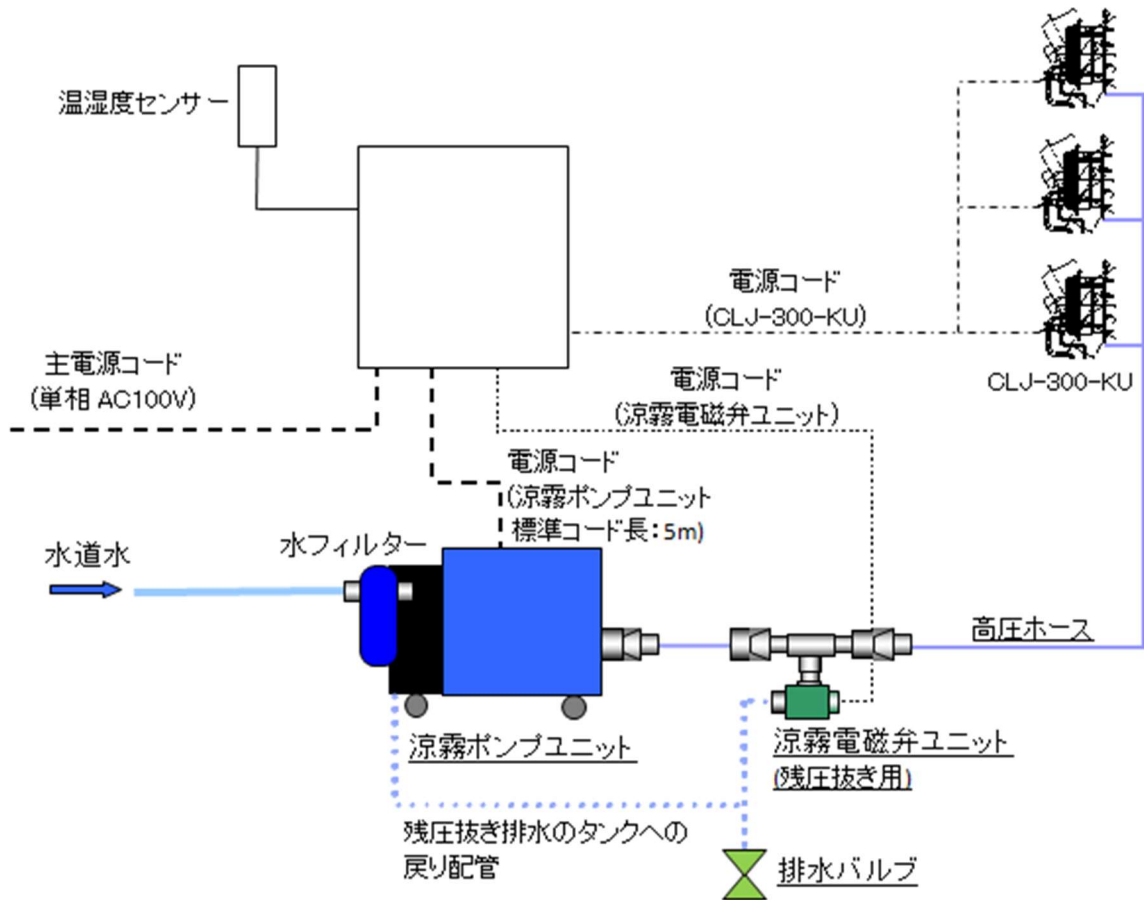 温湿度センサー
電源コード
(CLJ-300-KU)
CLJ-300-KU
主電源コード
(単相 AC100V)
電源コード
(涼霧電磁弁ユニット)
電源コード
(涼霧ポンプユニット
標準コード長:5m)
水道水
水フィルター
高圧ホース
涼霧ポンプユニット
涼霧電磁弁ユニット
(残圧抜き用)
残圧抜き排水のタンクへの
戻り配管
排水バルブ